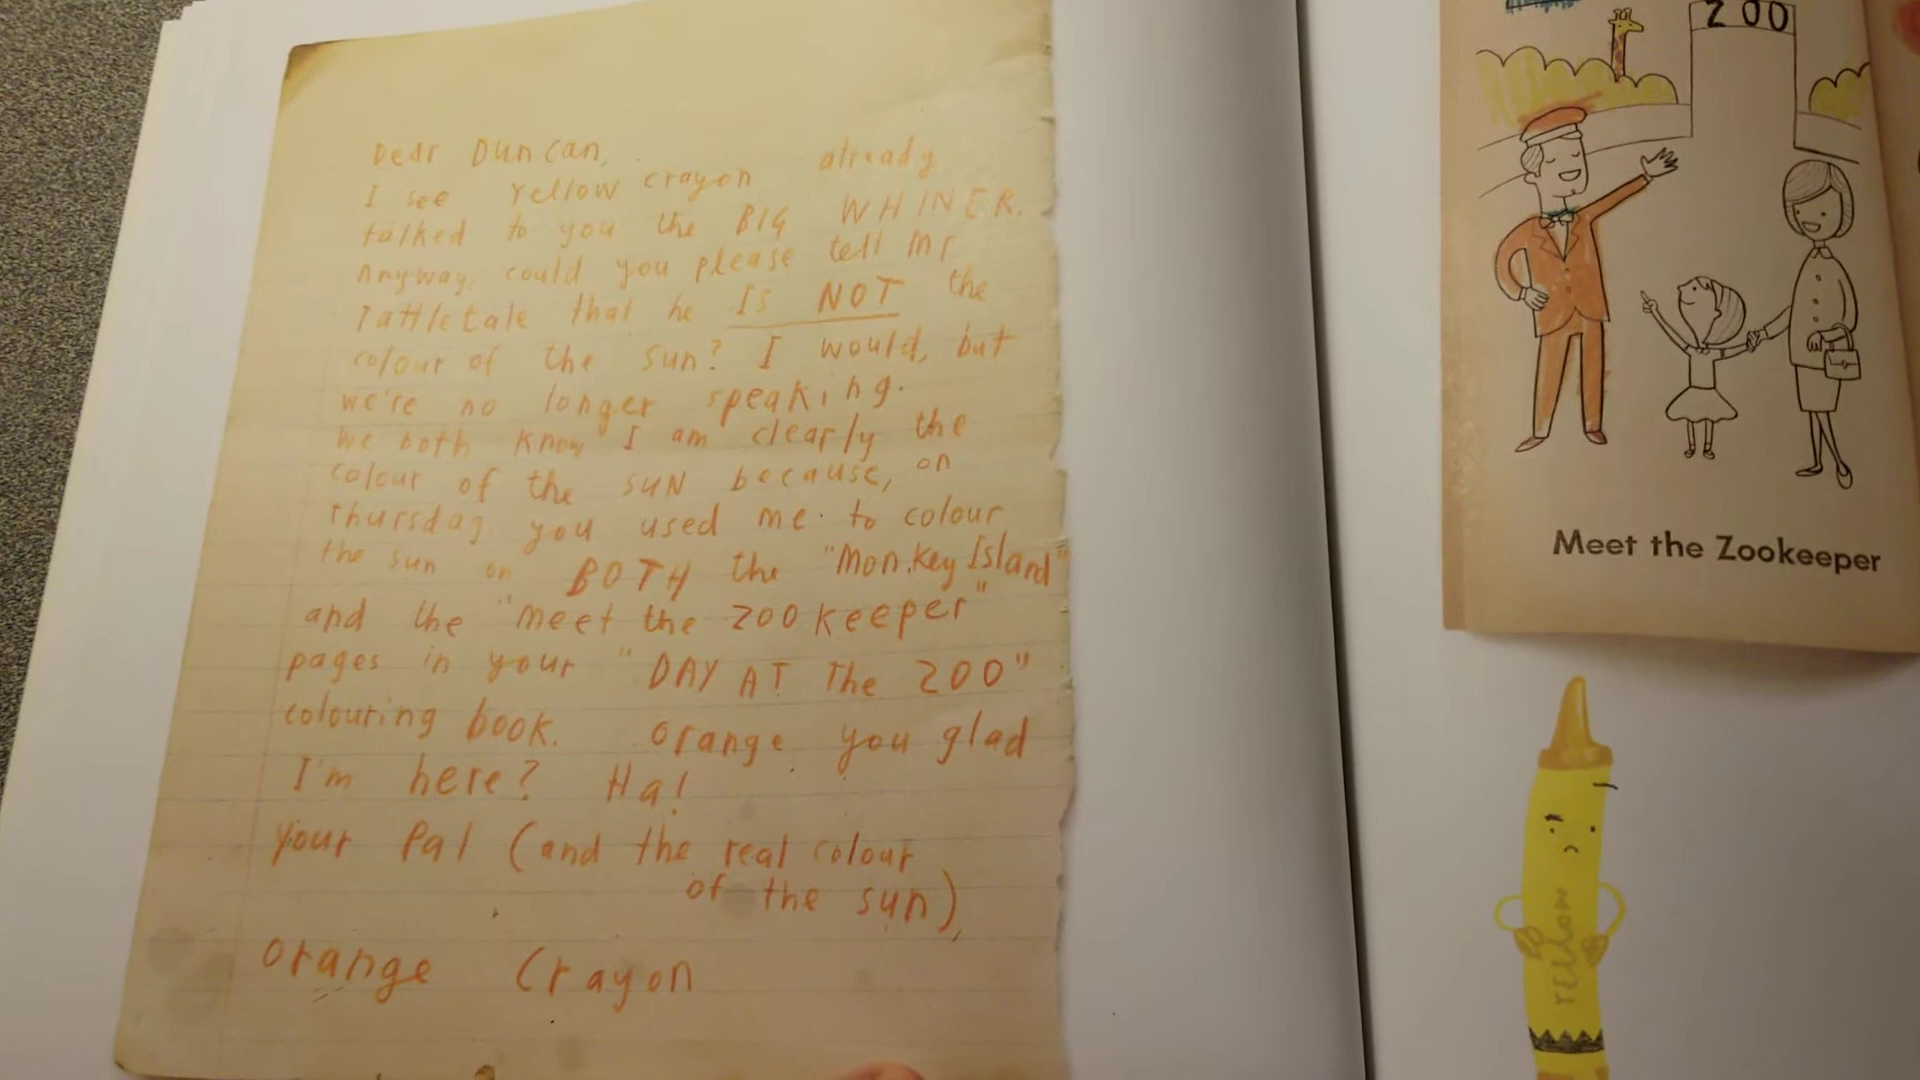 Dear Duncan,
I see Yellow crayon already
talked to you the BIG WHINER.
Anyway, could you please tell Mr
Tattletale that he Is NOT the
colour of the sun? I would, but
we're no longer speaking.
We both know I am clearly the
colour of the SUN because, on
Thursday you used me to colour
the sun on BOTH the "Monkey Island"
and the "meet the zookeeper"
pages in your "DAY AT The ZOO"
colouring book. Orange you glad
I'm here? Ha!
Your Pal (and the real colour
of the sun),
Orange Crayon
ZOO
Meet the Zookeeper
Yellow